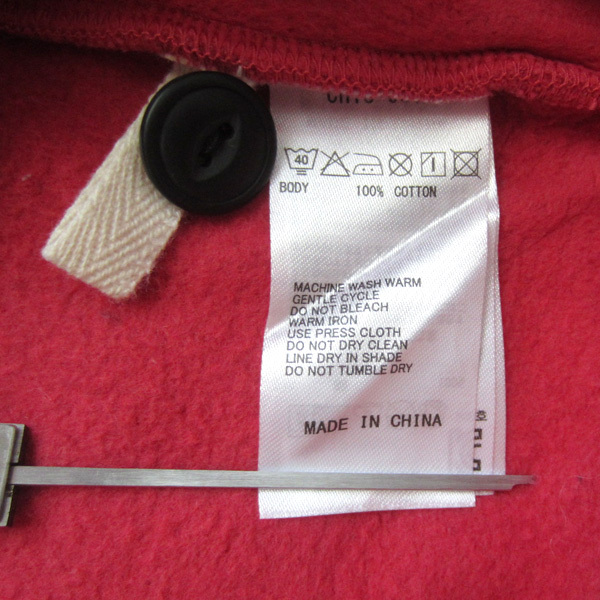 40
BODY 100% COTTON
MACHINE WASH WARM
GENTLE CYCLE
DO NOT BLEACH
WARM IRON
USE PRESS CLOTH
DO NOT DRY CLEAN
LINE DRY IN SHADE
DO NOT TUMBLE DRY
MADE IN CHINA